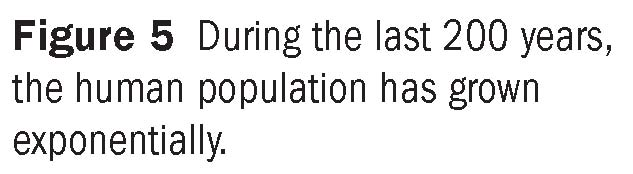 Figure 5 During the last 200 years,
the human population has grown
exponentially.